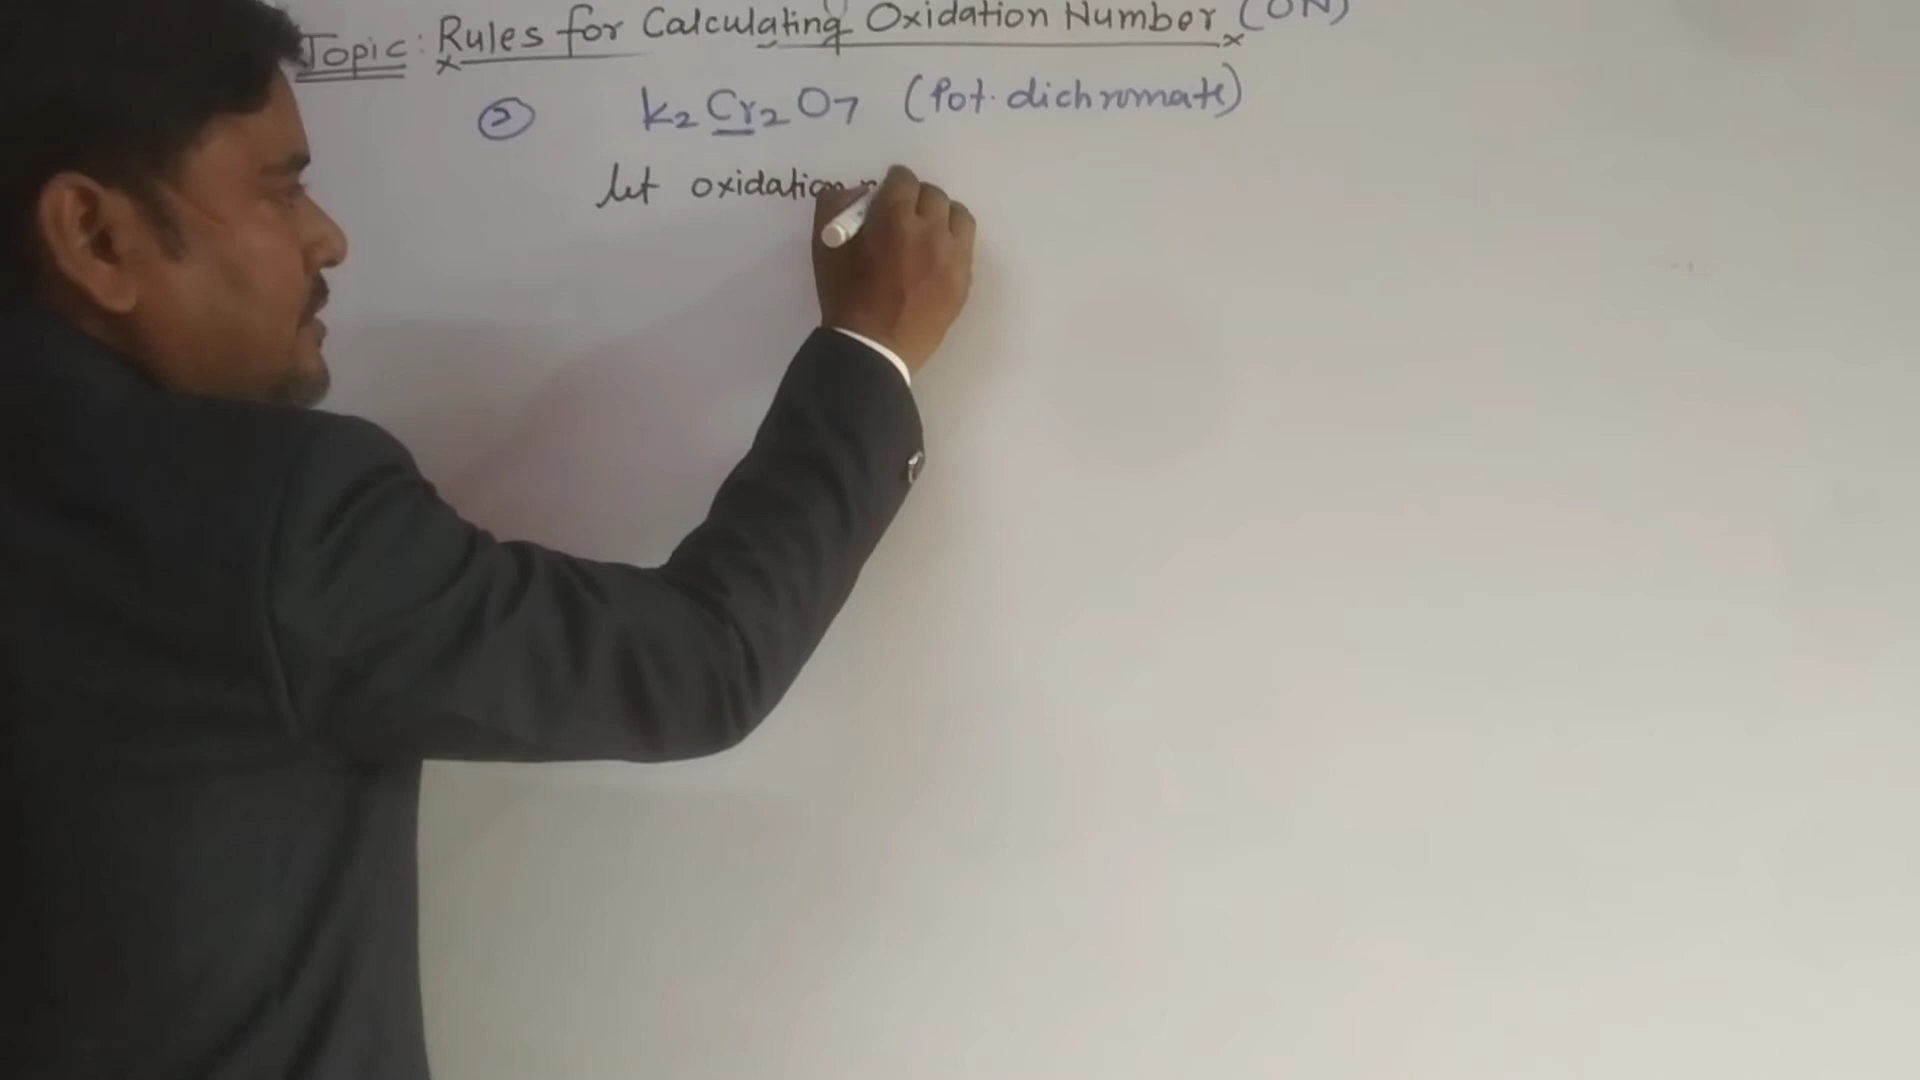 Topic: Rules for Calculating Oxidation Number (ON)
② K2Cr2O7 (Pot. dichromate)
let oxidation